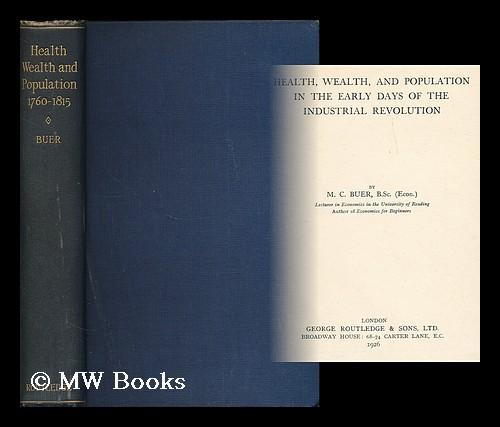 Health
Wealth and
Population
1760-1815
BUER
ROUTLEDGE
HEALTH, WEALTH, AND POPULATION
IN THE EARLY DAYS OF THE
INDUSTRIAL REVOLUTION
BY
M. C. BUER, B.Sc. (Econ.)
Lecturer in Economics in the University of Reading
Author of Economics for Beginners
LONDON
GEORGE ROUTLEDGE & SONS, LTD.
BROADWAY HOUSE: 68-74 CARTER LANE, E.C.
1926
© MW Books